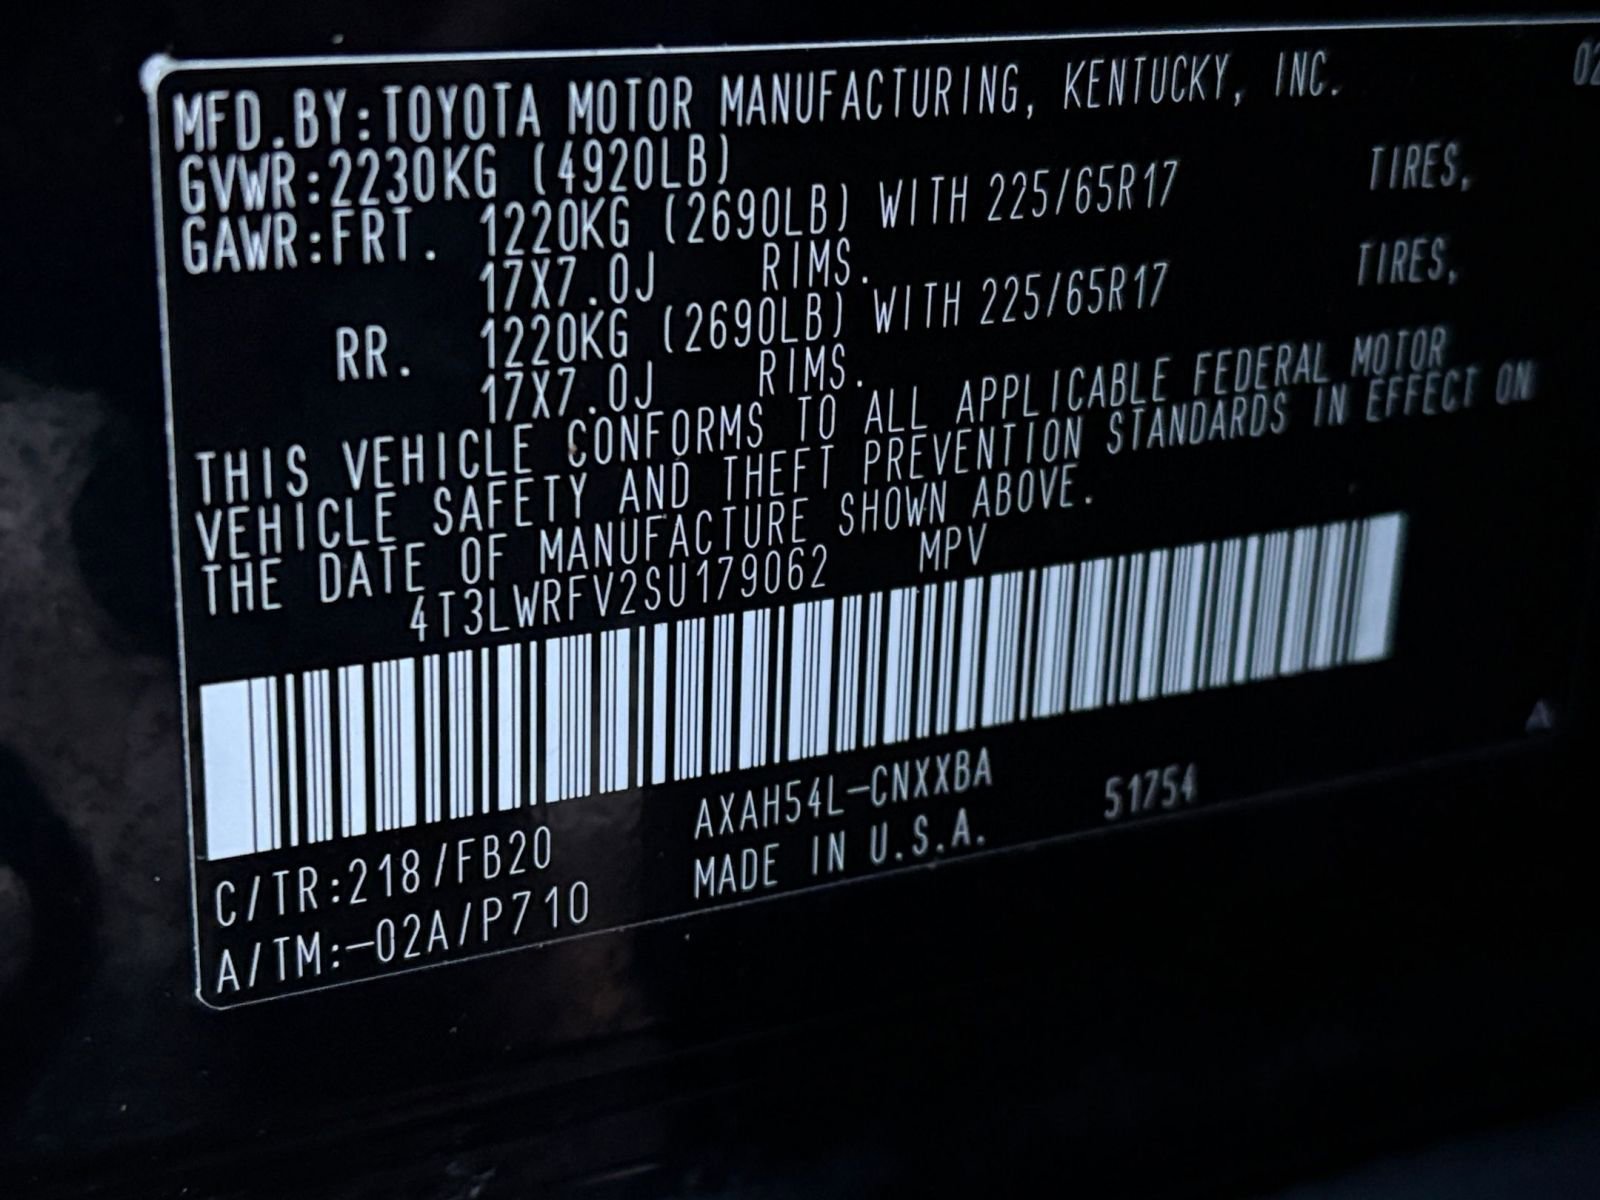 MFD.BY:TOYOTA MOTOR MANUFACTURING, KENTUCKY, INC. 02
GVWR:2230KG (4920LB)
GAWR:FRT. 1220KG (2690LB) WITH 225/65R17 TIRES,
17X7.0J RIMS.
RR. 1220KG (2690LB) WITH 225/65R17 TIRES,
17X7.0J RIMS.
THIS VEHICLE CONFORMS TO ALL APPLICABLE FEDERAL MOTOR
VEHICLE SAFETY AND THEFT PREVENTION STANDARDS IN EFFECT ON
THE DATE OF MANUFACTURE SHOWN ABOVE.
4T3LWRFV2SU179062 MPV
C/TR:218/FB20 AXAH54L-CNXXBA 51754
A/TM:-02A/P710 MADE IN U.S.A.